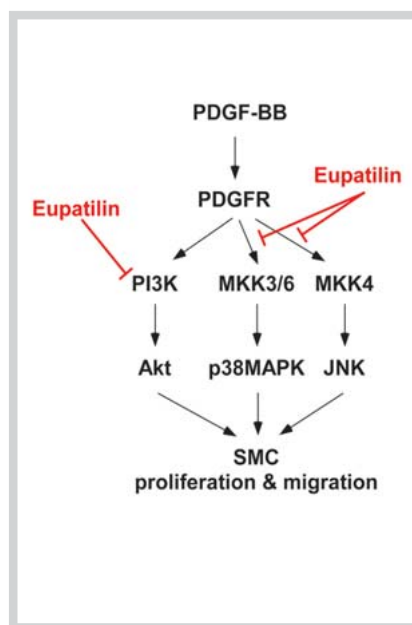 PDGF-BB
Eupatilin
PDGFR
Eupatilin
PI3K MKK3/6 MKK4
Akt p38MAPK JNK
SMC
proliferation & migration